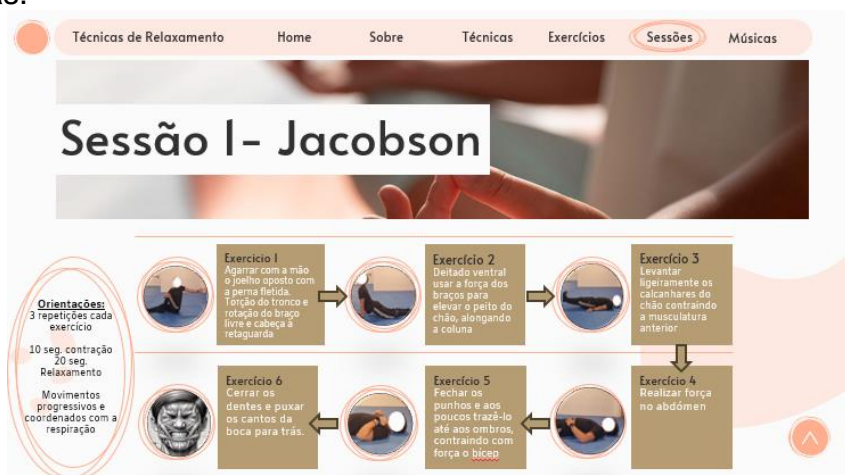 as.
Técnicas de Relaxamento Home Sobre Técnicas Exercícios Sessões Músicas
Sessão 1- Jacobson
Orientações:
3 repetições cada
exercício
10 seg. contração
20 seg.
Relaxamento
Movimentos
progressivos e
coordenados com a
respiração
Exercício 1
Agarrar com a mão
o joelho oposto com
a perna fletida.
Torção do tronco e
rotação do braço
livre e cabeça à
retaguarda
Exercício 2
Deitado ventral
usar a força dos
braços para
elevar o peito do
chão, alongando
a coluna
Exercício 3
Levantar
ligeiramente os
calcanhares do
chão contraindo
a musculatura
anterior
Exercício 4
Realizar força
no abdómen
Exercício 5
Fechar os
punhos e aos
poucos trazê-lo
até aos ombros,
contraindo com
força o bícep
Exercício 6
Cerrar os
dentes e puxar
os cantos da
boca para trás.